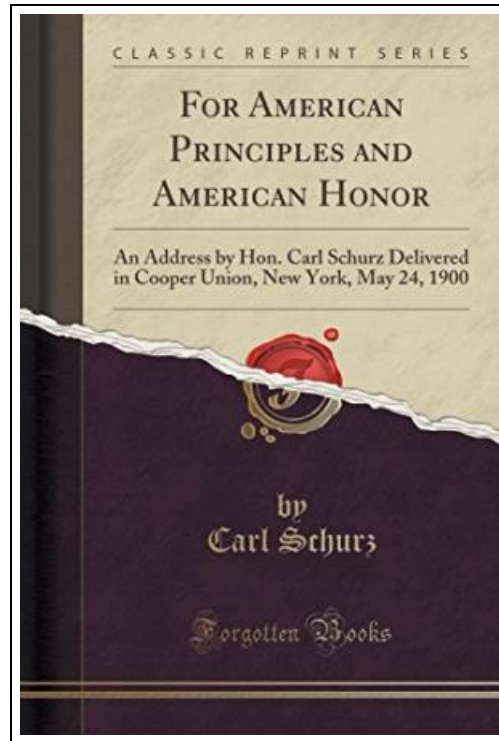 CLASSIC REPRINT SERIES
FOR AMERICAN
PRINCIPLES AND
AMERICAN HONOR
An Address by Hon. Carl Schurz Delivered
in Cooper Union, New York, May 24, 1900
by
Carl Schurz
Forgotten Books